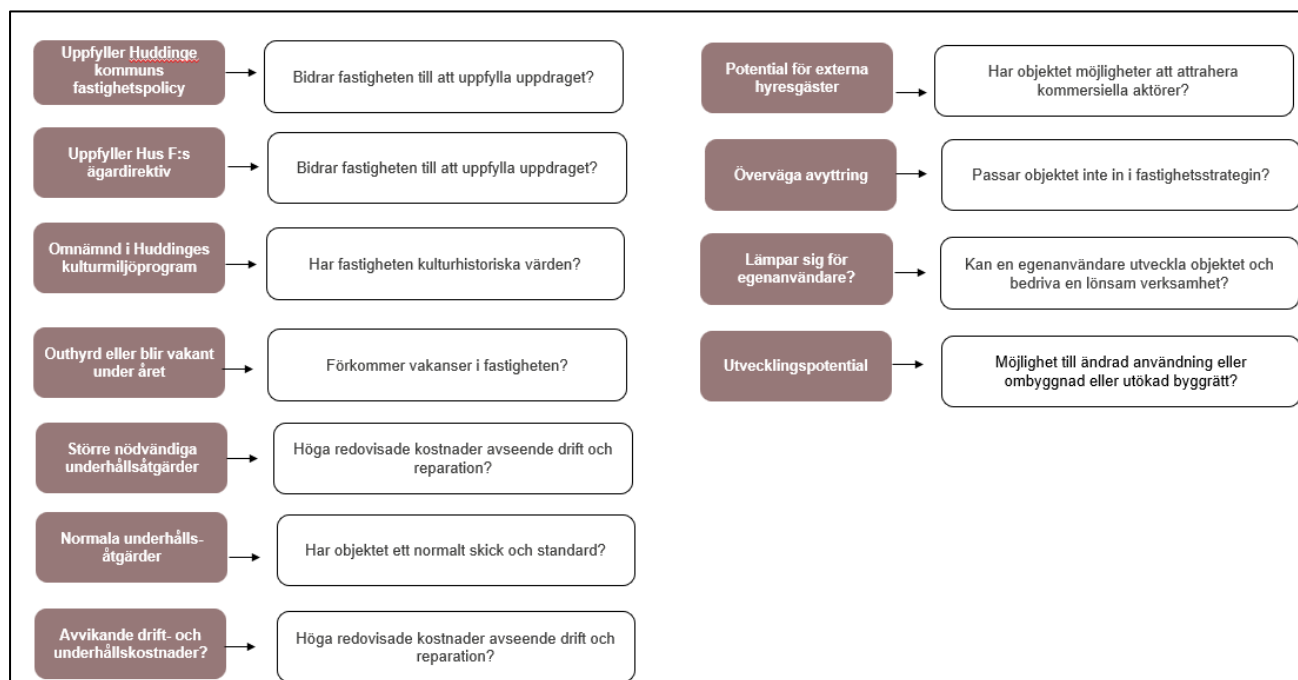 Uppfyller Huddinge
kommuns
fastighetspolicy
Bidrar fastigheten till att uppfylla uppdraget?
Uppfyller Hus F:s
ägardirektiv
Bidrar fastigheten till att uppfylla uppdraget?
Omnämnd i Huddinges
kulturmiljöprogram
Har fastigheten kulturhistoriska värden?
Outhyrd eller blir vakant
under året
Förkommer vakanser i fastigheten?
Större nödvändiga
underhållsåtgärder
Höga redovisade kostnader avseende drift och
reparation?
Normala underhålls-
åtgärder
Har objektet ett normalt skick och standard?
Avvikande drift- och
underhållskostnader?
Höga redovisade kostnader avseende drift och
reparation?
Potential för externa
hyresgäster
Har objektet möjligheter att attrahera
kommersiella aktörer?
Överväga avyttring
Passar objektet inte in i fastighetsstrategin?
Lämpar sig för
egenanvändare?
Kan en egenanvändare utveckla objektet och
bedriva en lönsam verksamhet?
Utvecklingspotential
Möjlighet till ändrad användning eller
ombyggnad eller utökad byggrätt?